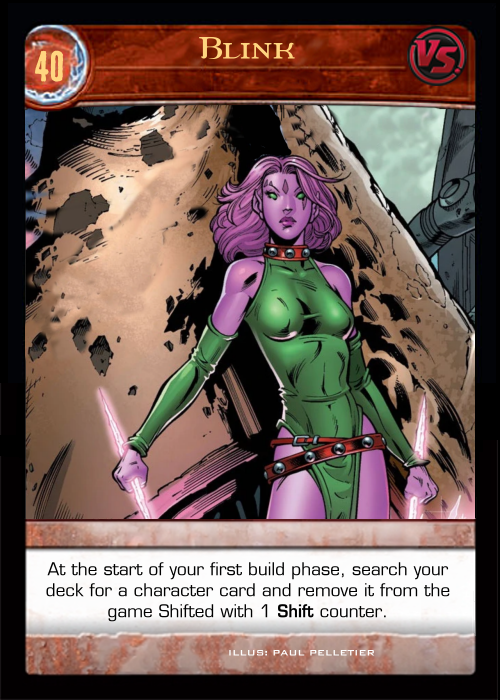 Blink
40
VS.
At the start of your first build phase, search your
deck for a character card and remove it from the
game Shifted with 1 Shift counter.
ILLUS: PAUL PELLETIER